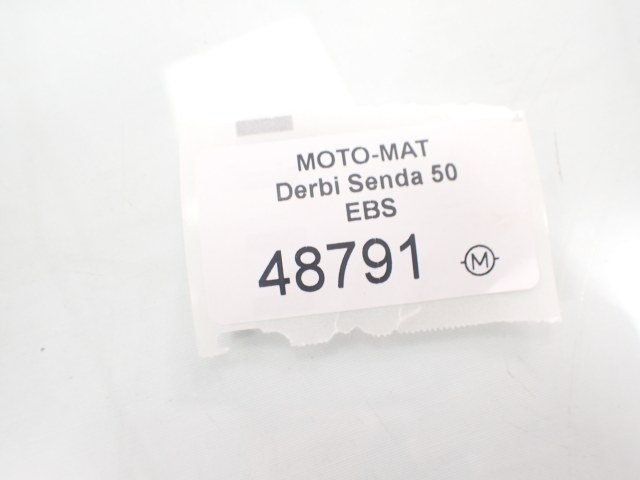 MOTO-MAT
Derbi Senda 50
EBS
48791 M